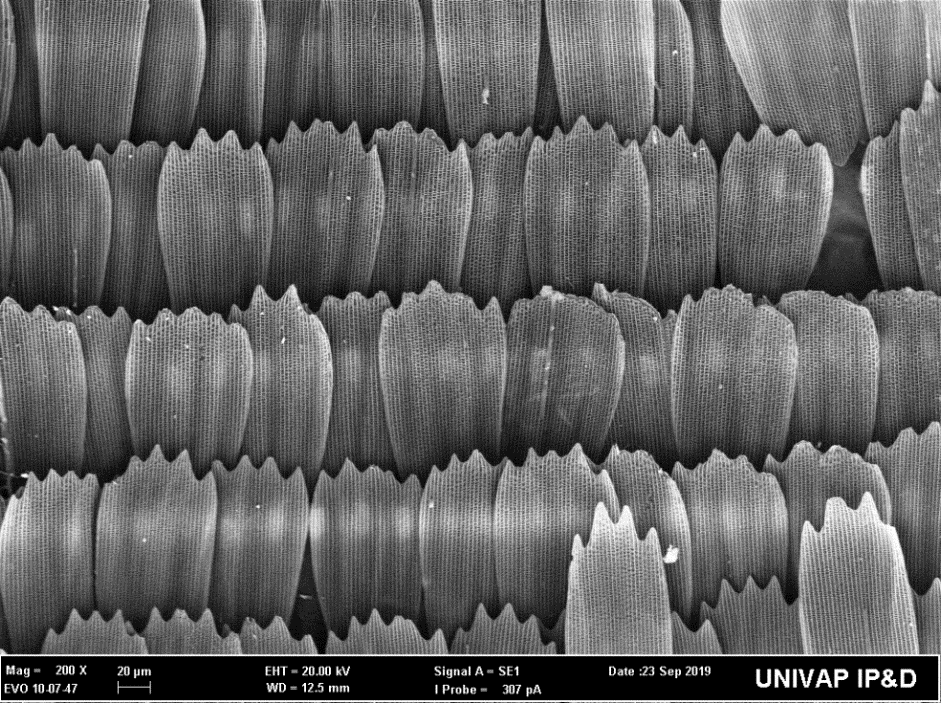 Mag = 200 X 20 µm EHT = 20.00 kV Signal A = SE1 Date :23 Sep 2019 UNIVAP IP&D
EVO 10-07-47 WD = 12.5 mm I Probe = 307 pA